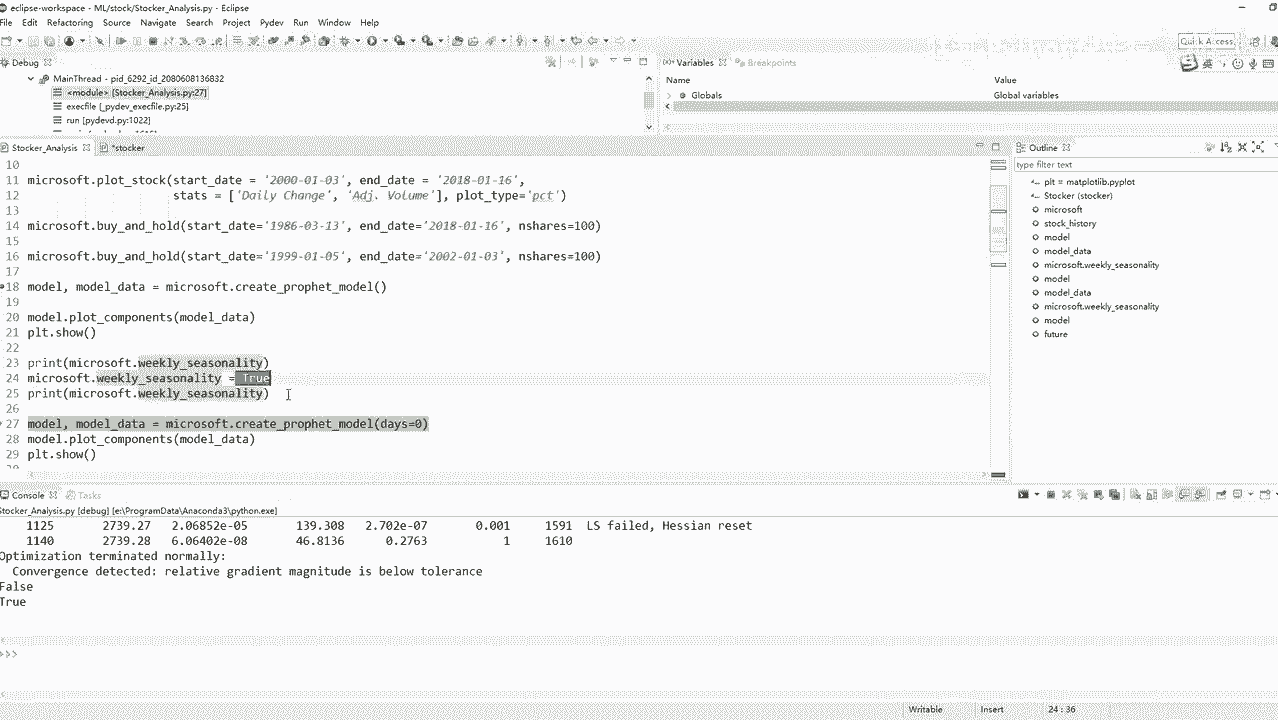 eclipse-workspace - ML/stock/Stocker_Analysis.py - Eclipse
File Edit Refactoring Source Navigate Search Project Pydev Run Window Help
Quick Access
Debug
MainThread - pid_6292_id_2080608136832
<module> [Stocker_Analysis.py:27]
execfile [_pydev_execfile.py:25]
run [pydevd.py:1022]
Variables Breakpoints
Name Value
Globals Global variables
Stocker_Analysis *stocker
10
11 microsoft.plot_stock(start_date = '2000-01-03', end_date = '2018-01-16',
12 stats = ['Daily Change', 'Adj. Volume'], plot_type='pct')
13
14 microsoft.buy_and_hold(start_date='1986-03-13', end_date='2018-01-16', nshares=100)
15
16 microsoft.buy_and_hold(start_date='1999-01-05', end_date='2002-01-03', nshares=100)
17
18 model, model_data = microsoft.create_prophet_model()
19
20 model.plot_components(model_data)
21 plt.show()
22
23 print(microsoft.weekly_seasonality)
24 microsoft.weekly_seasonality = True
25 print(microsoft.weekly_seasonality)
26
27 model, model_data = microsoft.create_prophet_model(days=0)
28 model.plot_components(model_data)
29 plt.show()
Outline
type filter text
plt = matplotlib.pyplot
Stocker (stocker)
microsoft
stock_history
model
model_data
microsoft.weekly_seasonality
model
model_data
microsoft.weekly_seasonality
model
future
Console Tasks
Stocker_Analysis.py [debug] [e:\ProgramData\Anaconda3\python.exe]
1125 2739.27 2.06852e-05 139.308 2.702e-07 0.001 1591 LS failed, Hessian reset
1140 2739.28 6.06402e-08 46.8136 0.2763 1 1610
Optimization terminated normally:
Convergence detected: relative gradient magnitude is below tolerance
False
True
>>>
Writable Insert 24 : 36